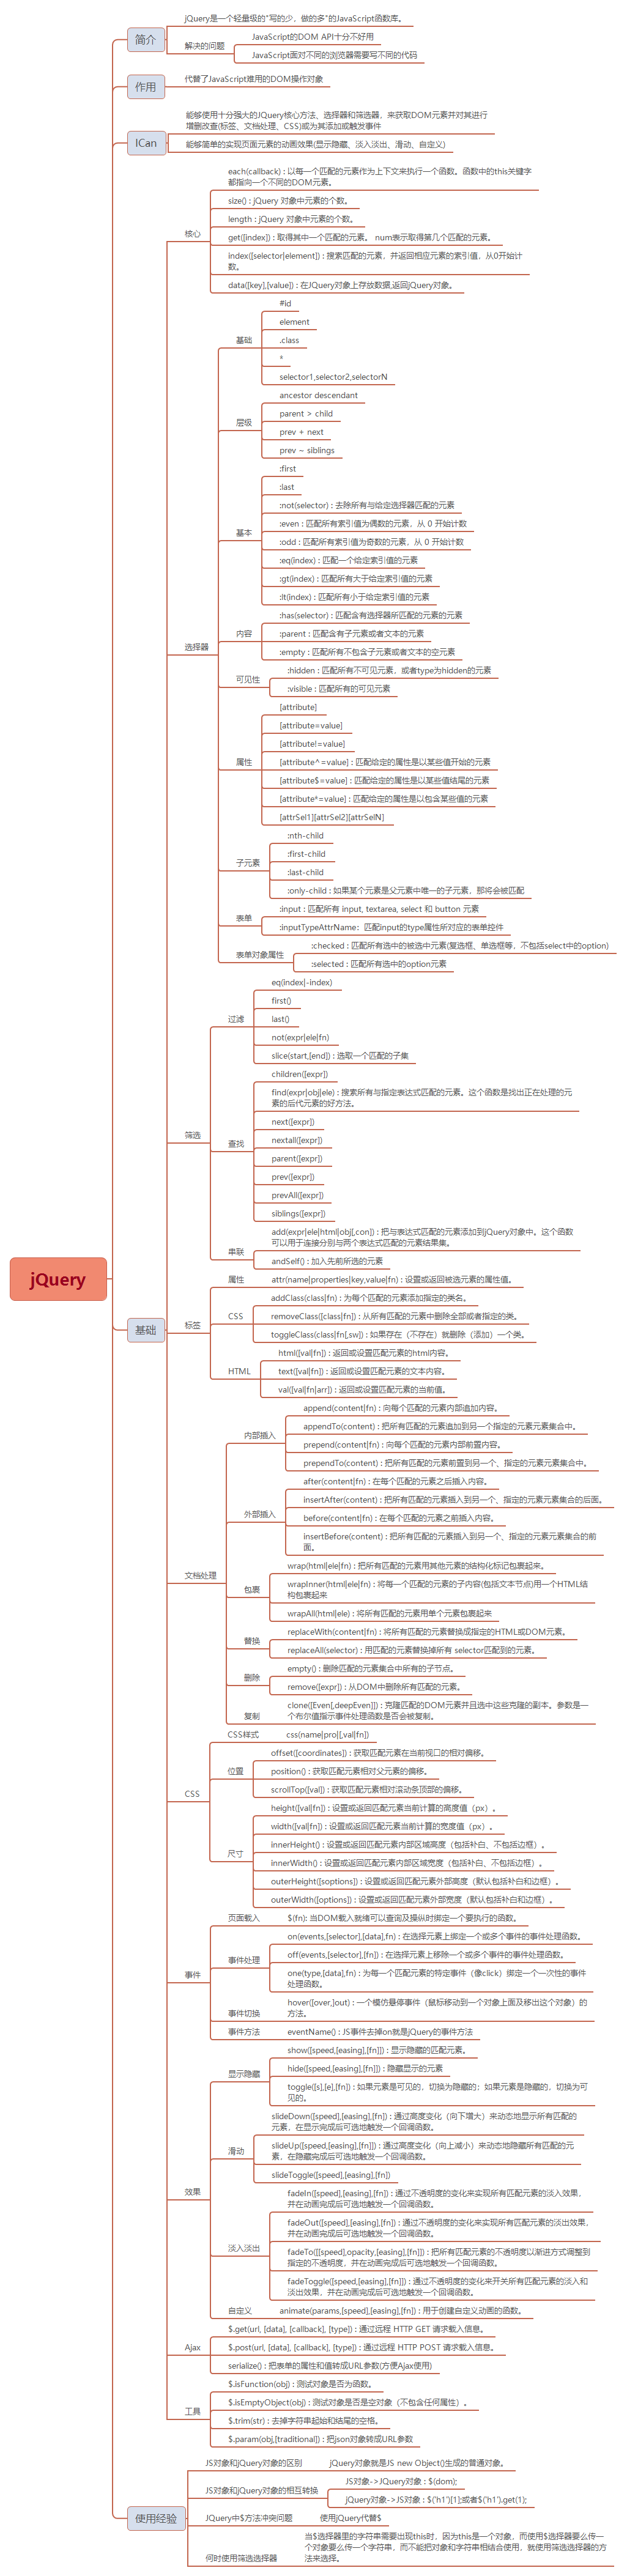 jQuery
简介
jQuery是一个轻量级的"写的少，做的多"的JavaScript函数库。
解决的问题
JavaScript的DOM API十分不好用
JavaScript面对不同的浏览器需要写不同的代码
作用
代替了JavaScript难用的DOM操作对象
ICan
能够使用十分强大的JQuery核心方法、选择器和筛选器，来获取DOM元素并对其进行
增删改查(标签、文档处理、CSS)或为其添加或触发事件
能够简单的实现页面元素的动画效果(显示隐藏、淡入淡出、滑动、自定义)
基础
核心
each(callback) : 以每一个匹配的元素作为上下文来执行一个函数。函数中的this关键字
都指向一个不同的DOM元素。
size() : jQuery 对象中元素的个数。
length : jQuery 对象中元素的个数。
get([index]) : 取得其中一个匹配的元素。 num表示取得第几个匹配的元素。
index([selector|element]) : 搜索匹配的元素，并返回相应元素的索引值，从0开始计
数。
data([key],[value]) : 在JQuery对象上存放数据,返回jQuery对象。
选择器
基础
#id
element
.class
*
selector1,selector2,selectorN
层级
ancestor descendant
parent > child
prev + next
prev ~ siblings
基本
:first
:last
:not(selector) : 去除所有与给定选择器匹配的元素
:even : 匹配所有索引值为偶数的元素，从 0 开始计数
:odd : 匹配所有索引值为奇数的元素，从 0 开始计数
:eq(index) : 匹配一个给定索引值的元素
:gt(index) : 匹配所有大于给定索引值的元素
:lt(index) : 匹配所有小于给定索引值的元素
内容
:has(selector) : 匹配含有选择器所匹配的元素的元素
:parent : 匹配含有子元素或者文本的元素
:empty : 匹配所有不包含子元素或者文本的空元素
可见性
:hidden : 匹配所有不可见元素，或者type为hidden的元素
:visible : 匹配所有的可见元素
属性
[attribute]
[attribute=value]
[attribute!=value]
[attribute^=value] : 匹配给定的属性是以某些值开始的元素
[attribute$=value] : 匹配给定的属性是以某些值结尾的元素
[attribute*=value] : 匹配给定的属性是以包含某些值的元素
[attrSel1][attrSel2][attrSelN]
子元素
:nth-child
:first-child
:last-child
:only-child : 如果某个元素是父元素中唯一的子元素，那将会被匹配
表单
:input : 匹配所有 input, textarea, select 和 button 元素
:inputTypeAttrName：匹配input的type属性所对应的表单控件
表单对象属性
:checked : 匹配所有选中的被选中元素(复选框、单选框等，不包括select中的option)
:selected : 匹配所有选中的option元素
筛选
过滤
eq(index|-index)
first()
last()
not(expr|ele|fn)
slice(start,[end]) : 选取一个匹配的子集
查找
children([expr])
find(expr|obj|ele) : 搜索所有与指定表达式匹配的元素。这个函数是找出正在处理的元
素的后代元素的好方法。
next([expr])
nextall([expr])
parent([expr])
prev([expr])
prevAll([expr])
siblings([expr])
串联
add(expr|ele|html|obj[,con]) : 把与表达式匹配的元素添加到jQuery对象中。这个函数
可以用于连接分别与两个表达式匹配的元素结果集。
andSelf() : 加入先前所选的元素
标签
属性
attr(name|properties|key,value|fn) : 设置或返回被选元素的属性值。
CSS
addClass(class|fn) : 为每个匹配的元素添加指定的类名。
removeClass([class|fn]) : 从所有匹配的元素中删除全部或者指定的类。
toggleClass(class|fn[,sw]) : 如果存在（不存在）就删除（添加）一个类。
HTML
html([val|fn]) : 返回或设置匹配元素的html内容。
text([val|fn]) : 返回或设置匹配元素的文本内容。
val([val|fn|arr]) : 返回或设置匹配元素的当前值。
文档处理
内部插入
append(content|fn) : 向每个匹配的元素内部追加内容。
appendTo(content) : 把所有匹配的元素追加到另一个指定的元素元素集合中。
prepend(content|fn) : 向每个匹配的元素内部前置内容。
prependTo(content) : 把所有匹配的元素前置到另一个、指定的元素元素集合中。
外部插入
after(content|fn) : 在每个匹配的元素之后插入内容。
insertAfter(content) : 把所有匹配的元素插入到另一个、指定的元素元素集合的后面。
before(content|fn) : 在每个匹配的元素之前插入内容。
insertBefore(content) : 把所有匹配的元素插入到另一个、指定的元素元素集合的前
面。
包裹
wrap(html|ele|fn) : 把所有匹配的元素用其他元素的结构化标记包裹起来。
wrapInner(html|ele|fn) : 将每一个匹配的元素的子内容(包括文本节点)用一个HTML结
构包裹起来
wrapAll(html|ele) : 将所有匹配的元素用单个元素包裹起来
替换
replaceWith(content|fn) : 将所有匹配的元素替换成指定的HTML或DOM元素。
replaceAll(selector) : 用匹配的元素替换掉所有 selector匹配到的元素。
删除
empty() : 删除匹配的元素集合中所有的子节点。
remove([expr]) : 从DOM中删除所有匹配的元素。
复制
clone([Even[,deepEven]]) : 克隆匹配的DOM元素并且选中这些克隆的副本。参数是一
个布尔值指示事件处理函数是否会被复制。
CSS
CSS样式
css(name|pro|[,val|fn])
位置
offset([coordinates]) : 获取匹配元素在当前视口的相对偏移。
position() : 获取匹配元素相对父元素的偏移。
scrollTop([val]) : 获取匹配元素相对滚动条顶部的偏移。
尺寸
height([val|fn]) : 设置或返回匹配元素当前计算的高度值（px）。
width([val|fn]) : 设置或返回匹配元素当前计算的宽度值（px）。
innerHeight() : 设置或返回匹配元素内部区域高度（包括补白、不包括边框）。
innerWidth() : 设置或返回匹配元素内部区域宽度（包括补白、不包括边框）。
outerHeight([soptions]) : 设置或返回匹配元素外部高度（默认包括补白和边框）。
outerWidth([options]) : 设置或返回匹配元素外部宽度（默认包括补白和边框）。
事件
页面载入
$(fn): 当DOM载入就绪可以查询及操纵时绑定一个要执行的函数。
事件处理
on(events,[selector],[data],fn) : 在选择元素上绑定一个或多个事件的事件处理函数。
off(events,[selector],[fn]) : 在选择元素上移除一个或多个事件的事件处理函数。
one(type,[data],fn) : 为每一个匹配元素的特定事件（像click）绑定一个一次性的事件
处理函数。
事件切换
hover([over,]out) : 一个模仿悬停事件（鼠标移动到一个对象上面及移出这个对象）的
方法。
事件方法
eventName() : JS事件去掉on就是jQuery的事件方法
效果
显示隐藏
show([speed,[easing],[fn]]) : 显示隐藏的匹配元素。
hide([speed,[easing],[fn]]) : 隐藏显示的元素
toggle([s],[e],[fn]) : 如果元素是可见的，切换为隐藏的；如果元素是隐藏的，切换为可
见的。
滑动
slideDown([speed],[easing],[fn]) : 通过高度变化（向下增大）来动态地显示所有匹配的
元素，在显示完成后可选地触发一个回调函数。
slideUp([speed,[easing],[fn]]) : 通过高度变化（向上减小）来动态地隐藏所有匹配的元
素，在隐藏完成后可选地触发一个回调函数。
slideToggle([speed],[easing],[fn])
淡入淡出
fadeIn([speed],[easing],[fn]) : 通过不透明度的变化来实现所有匹配元素的淡入效果，
并在动画完成后可选地触发一个回调函数。
fadeOut([speed],[easing],[fn]) : 通过不透明度的变化来实现所有匹配元素的淡出效果，
并在动画完成后可选地触发一个回调函数。
fadeTo([[speed],opacity,[easing],[fn]]) : 把所有匹配元素的不透明度以渐进方式调整到
指定的不透明度，并在动画完成后可选地触发一个回调函数。
fadeToggle([speed,[easing],[fn]]) : 通过不透明度的变化来开关所有匹配元素的淡入和
淡出效果，并在动画完成后可选地触发一个回调函数。
自定义
animate(params,[speed],[easing],[fn]) : 用于创建自定义动画的函数。
Ajax
$.get(url, [data], [callback], [type]) : 通过远程 HTTP GET 请求载入信息。
$.post(url, [data], [callback], [type]) : 通过远程 HTTP POST 请求载入信息。
serialize() : 把表单的属性和值转成URL参数(方便Ajax使用)
工具
$.isFunction(obj) : 测试对象是否为函数。
$.isEmptyObject(obj) : 测试对象是否是空对象（不包含任何属性）。
$.trim(str) : 去掉字符串起始和结尾的空格。
$.param(obj,[traditional]) : 把json对象转成URL参数
使用经验
JS对象和jQuery对象的区别
jQuery对象就是JS new Object()生成的普通对象。
JS对象和jQuery对象的相互转换
JS对象->JQuery对象 : $(dom);
jQuery对象->JS对象 : $('h1')[1];或者$('h1').get(1);
JQuery中$方法冲突问题
使用jQuery代替$
何时使用筛选选择器
当$选择器里的字符串需要出现this时，因为this是一个对象，而使用$选择器要么传一
个对象要么传一个字符串，而不能把对象和字符串相结合使用，就使用筛选选择器的方
法来选择。